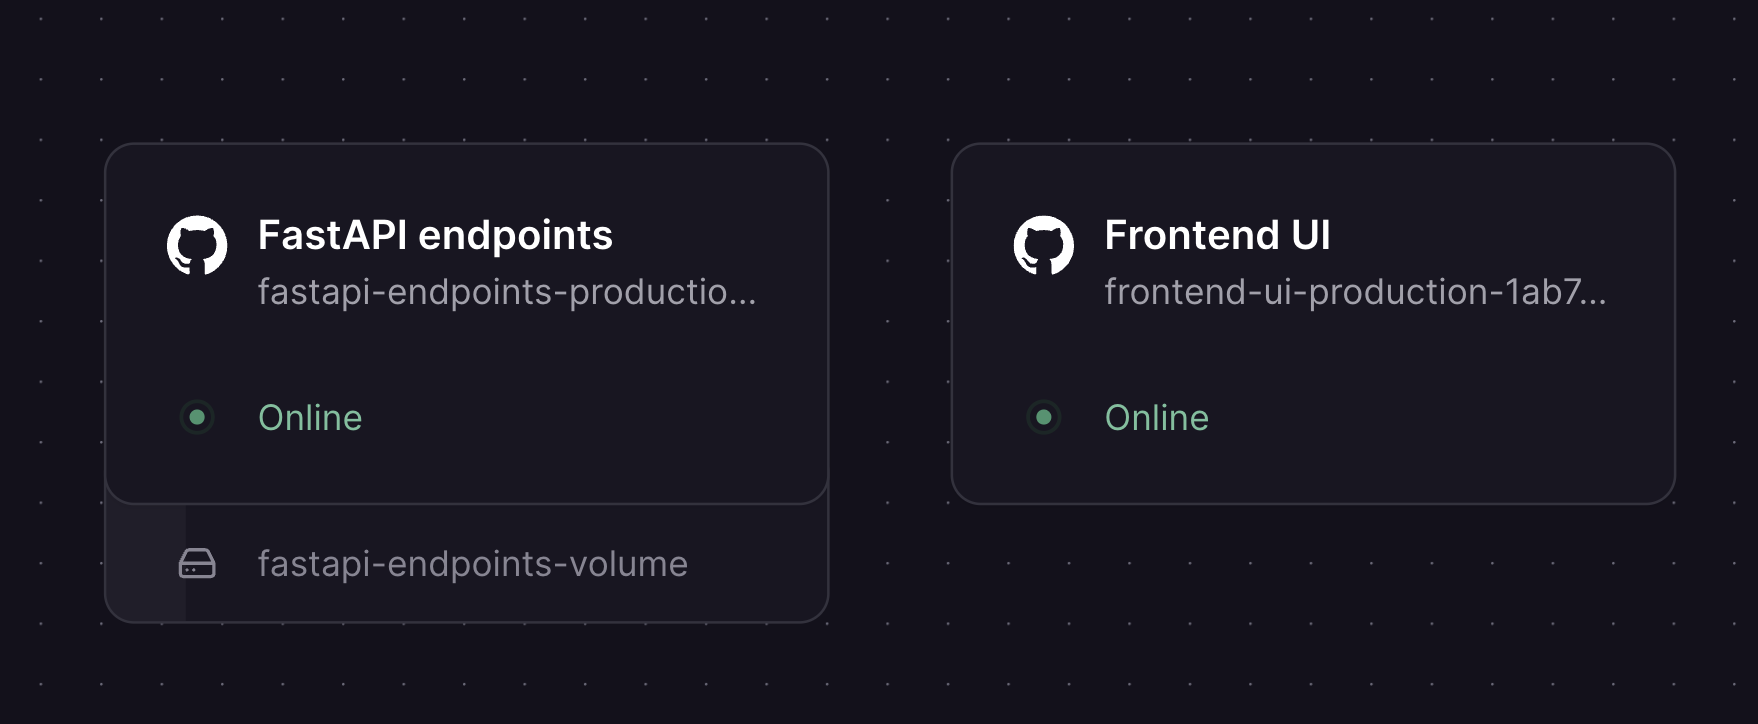 FastAPI endpoints
fastapi-endpoints-productio...
Online
fastapi-endpoints-volume
Frontend UI
frontend-ui-production-1ab7...
Online